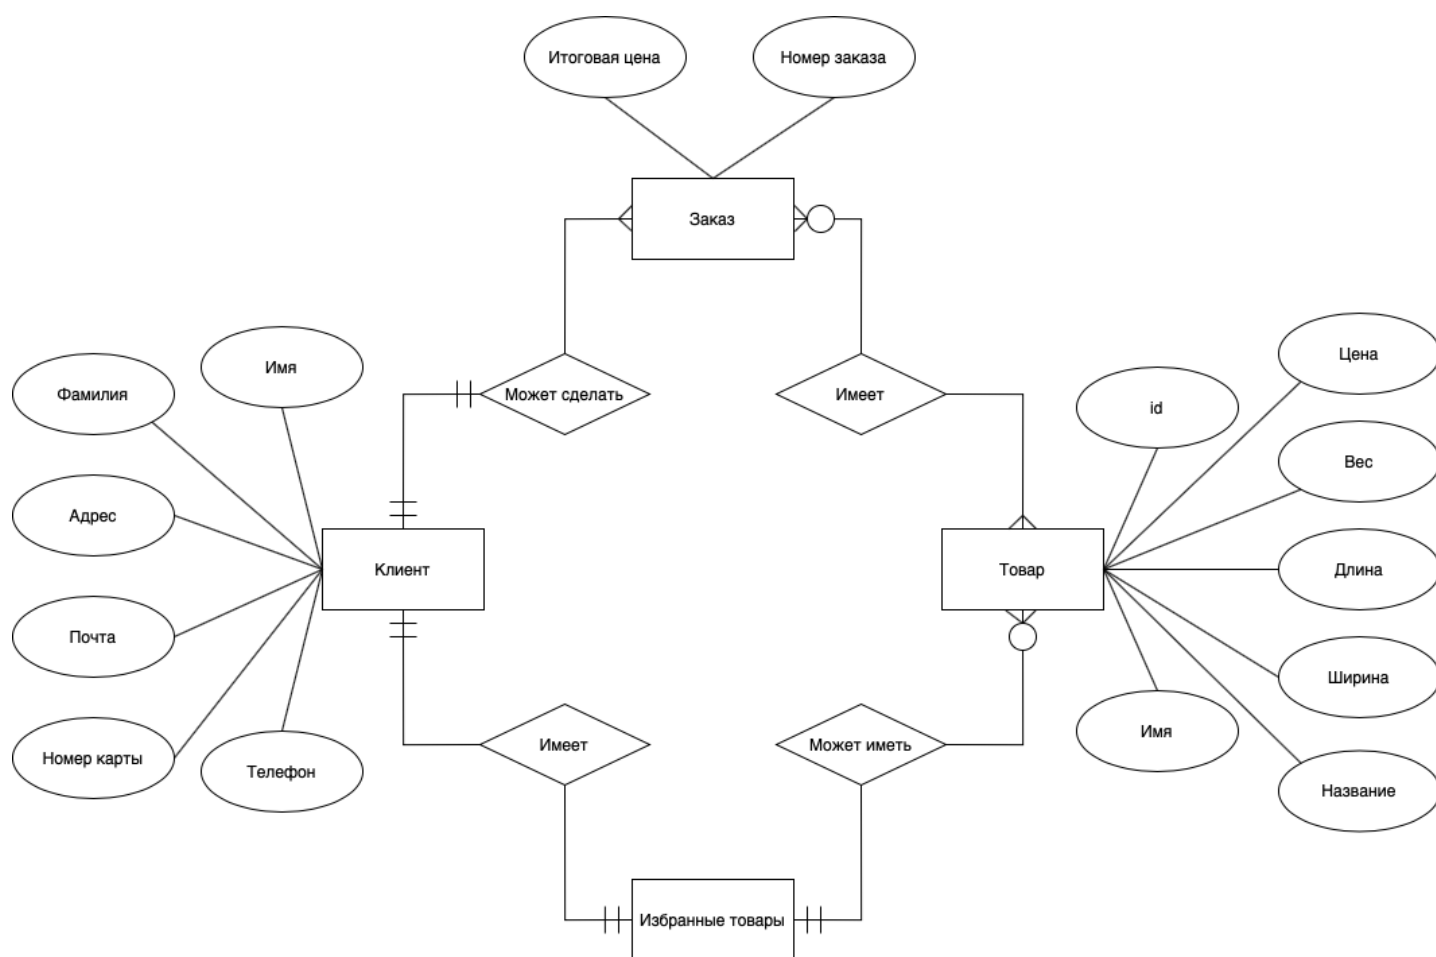 Итоговая цена
Номер заказа
Заказ
Имя
Фамилия
Может сделать
Имеет
Цена
id
Вес
Адрес
Клиент
Товар
Длина
Почта
Ширина
Номер карты
Телефон
Имеет
Может иметь
Имя
Название
Избранные товары